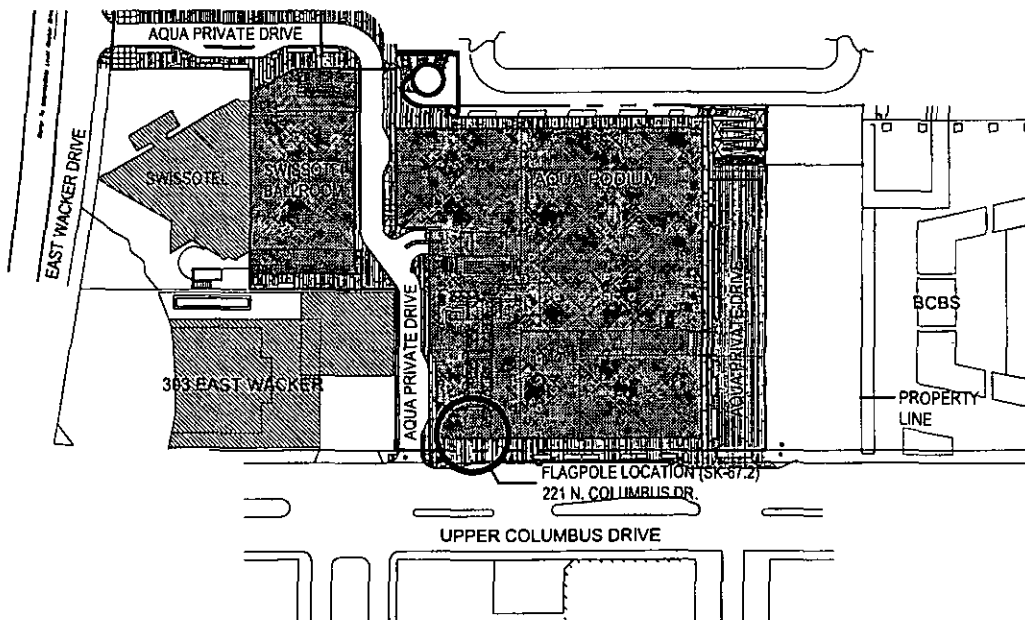 AQUA PRIVATE DRIVE
EAST WACKER DRIVE
SWISSOTEL
SWISSOTEL
BALLROOM
AQUA PODIUM
AQUA PRIVATE DRIVE
AQUA PRIVATE DRIVE
BCBS
303 EAST WACKER
PROPERTY
LINE
FLAGPOLE LOCATION (SK-67.2)
221 N. COLUMBUS DR.
UPPER COLUMBUS DRIVE